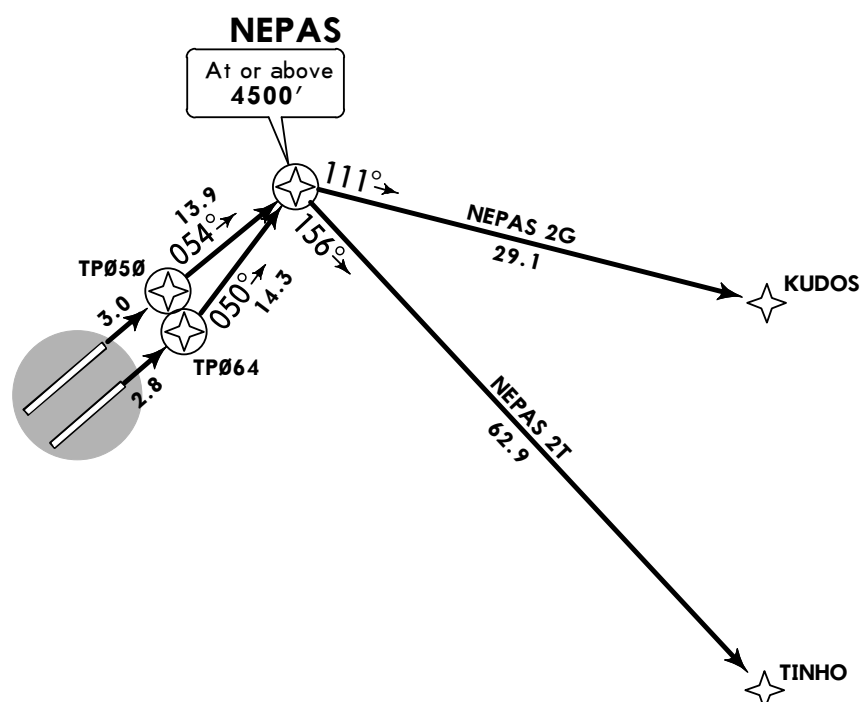 NEPAS
At or above
4500′
111°
13.9
054°
156°
NEPAS 2G
29.1
KUDOS
TPØ5Ø
050°
14.3
3.0
TPØ64
2.8
NEPAS 2T
62.9
TINHO